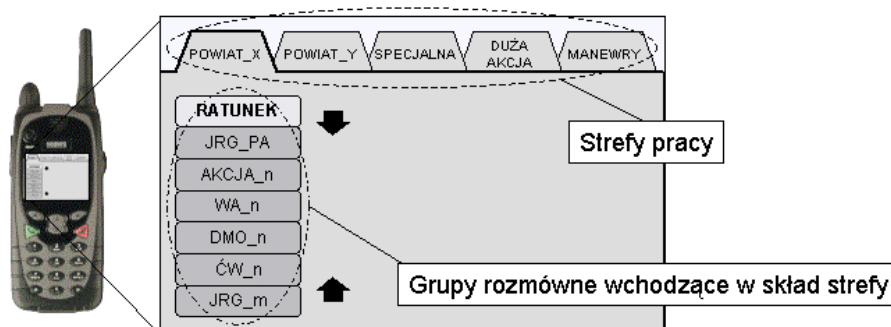 POWIAT_X POWIAT_Y SPECJALNA DUŻA AKCJA MANEWRY
RATUNEK
JRG_PA
AKCJA_n
WA_n
DMO_n
ĆW_n
JRG_m
Strefy pracy
Grupy rozmówne wchodzące w skład strefy